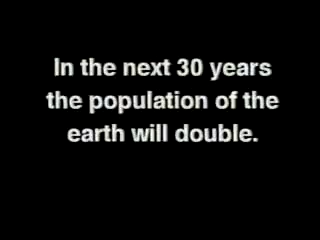 In the next 30 years
the population of the
earth will double.